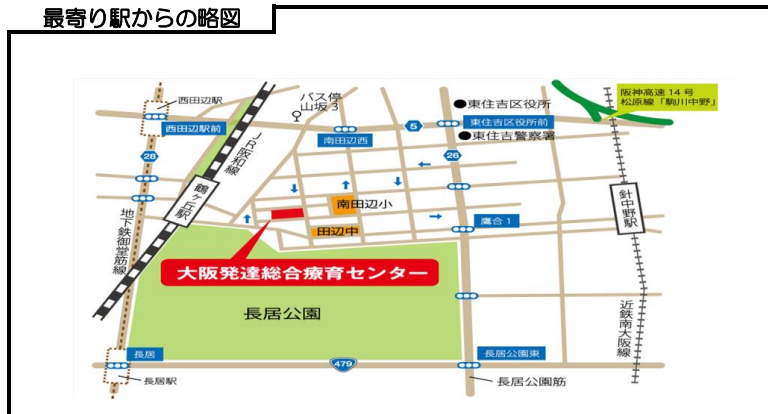 最寄り駅からの略図
西田辺駅
バス停
山坂3
東住吉区役所
阪神高速14号
松原線「駒川中野」
西田辺駅前
南田辺西
5
東住吉区役所前
東住吉警察署
28
JR阪和線
26
鶴ヶ丘駅
南田辺小
田辺中
鷹合1
針中野駅
地下鉄御堂筋線
大阪発達総合療育センター
長居公園
近鉄南大阪線
長居
479
長居公園東
長居駅
長居公園筋